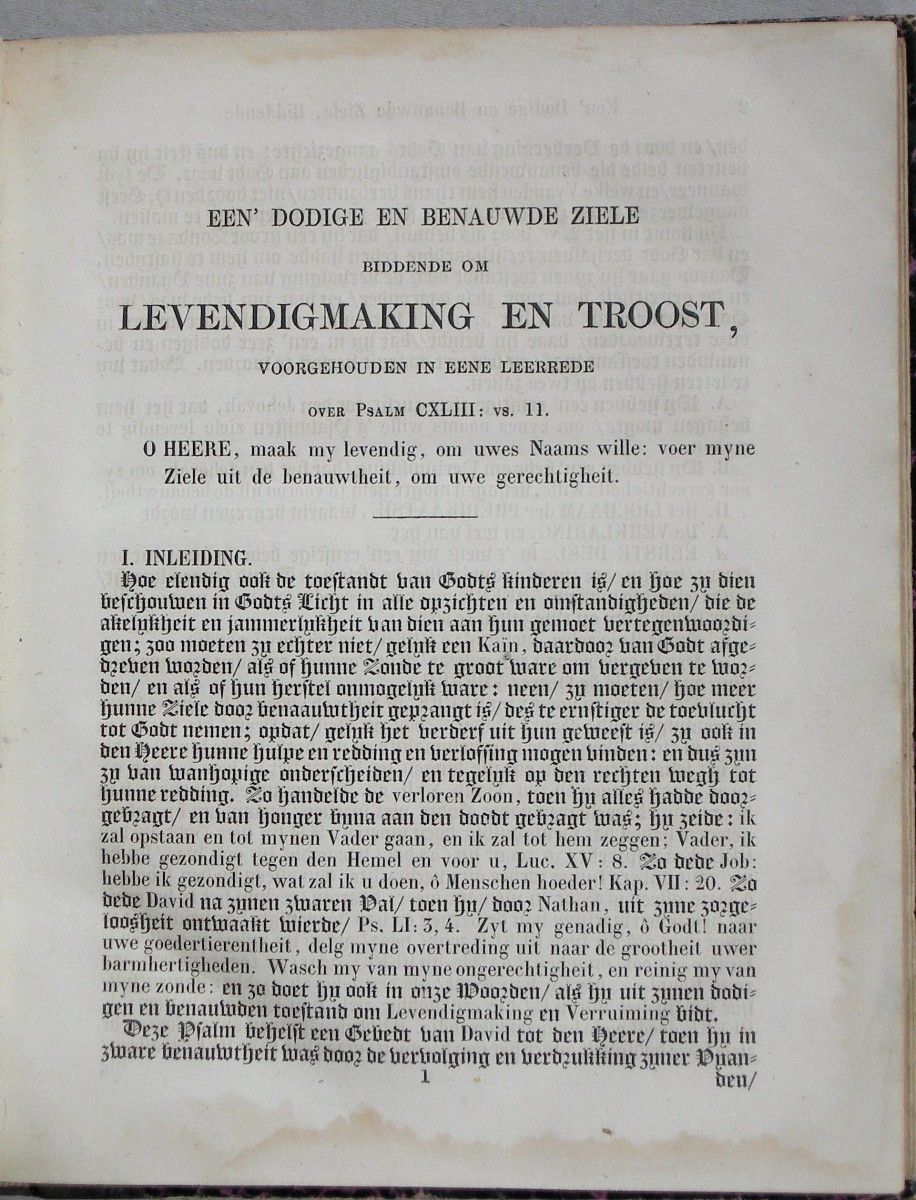 EEN' DODIGE EN BENAUWDE ZIELE
BIDDENDE OM
LEVENDIGMAKING EN TROOST,
VOORGEHOUDEN IN EENE LEERREDE
OVER PSALM CXLIII: VS. 11.
O HEERE, maak my levendig, om uwes Naams wille: voer myne
Ziele uit de benauwtheit, om uwe gerechtigheit.
I. INLEIDING.
Hoe elendig ook de toestandt van Godts kinderen is/ en hoe zy dien
beschouwen in Godts Licht in alle opzichten en omstandigheden/ die de
akelykheit en jammerlykheit van dien aan hun gemoet vertegenwoordi-
gen; zoo moeten zy echter niet/ gelyk een Kaïn, daardoor van Godt afge-
dreven worden/ als of hunne Zonde te groot ware om vergeven te wor-
den/ en als of hun herstel onmogelyk ware: neen/ zy moeten/ hoe meer
hunne Ziele door benaauwtheit geprangt is/ des te ernstiger de toevlucht
tot Godt nemen; opdat/ gelyk het verderf uit hun geweest is/ zy ook in
den Heere hunne hulpe en redding en verlossing mogen vinden: en dus zyn
zy van wanhopige onderscheiden/ en tegelyk op den rechten wegh tot
hunne redding. Zo handelde de verloren Zoon, toen hy alles hadde door-
gebragt/ en van honger byna aan den doodt gebragt was; hy zeide: ik
zal opstaan en tot mynen Vader gaan, en ik zal tot hem zeggen; Vader, ik
hebbe gezondigt tegen den Hemel en voor u, Luc. XV: 8. Zo dede Job:
hebbe ik gezondigt, wat zal ik u doen, ô Menschen hoeder! Kap. VII: 20. Zo
dede David na zynen zwaren Val/ toen hy/ door Nathan, uit zyne zorge-
loosheit ontwaakt wierde/ Ps. LI: 3, 4. Zyt my genadig, ô Godt! naar
uwe goedertierentheit, delg myne overtreding uit naar de grootheit uwer
barmhertigheden. Wasch my van myne ongerechtigheit, en reinig my van
myne zonde: en zo doet hy ook in onze Woorden/ als hy uit zynen dodi-
gen en benauwden toestand om Levendigmaking en Verruiming bidt.
Deze Psalm behelst een Gebedt van David tot den Heere/ toen hy in
zware benauwtheit was door de vervolging en verdrukking zyner Vyan-
1
den/